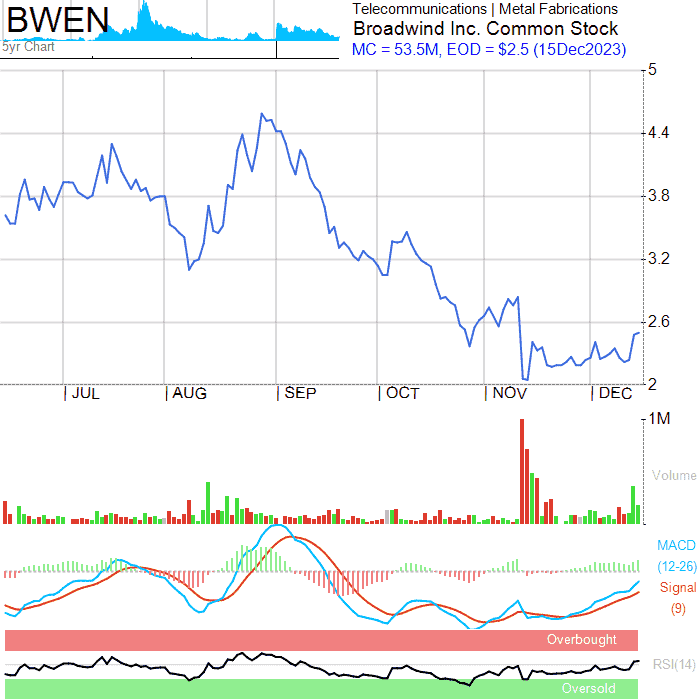 BWEN
5yr Chart
Telecommunications | Metal Fabrications
Broadwind Inc. Common Stock
MC = 53.5M, EOD = $2.5 (15Dec2023)
5
4.4
3.8
3.2
2.6
2
| JUL | AUG | SEP | OCT | NOV | DEC
1M
Volume
MACD
(12-26)
Signal
(9)
Overbought
RSI(14)
Oversold